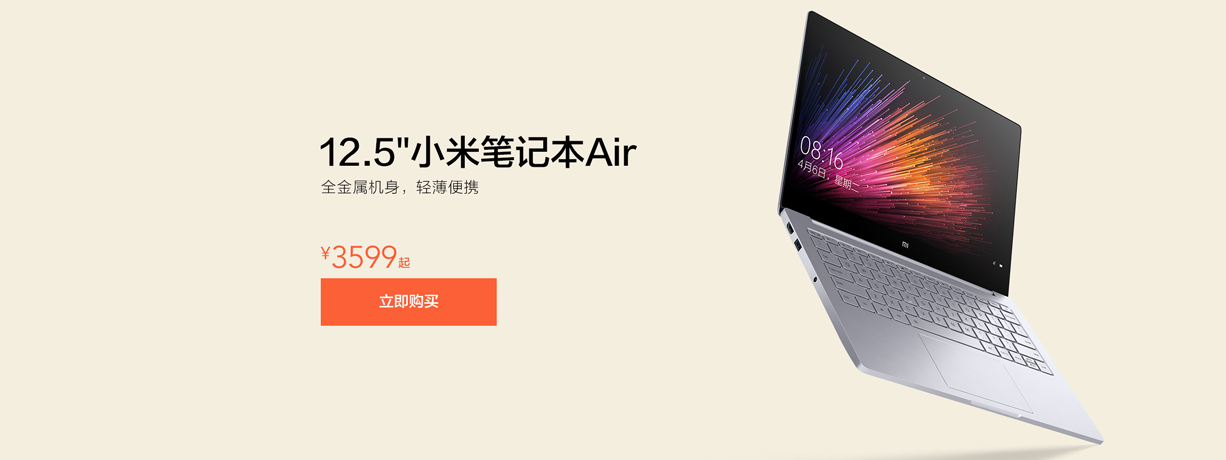 12.5"小米笔记本Air
全金属机身，轻薄便携
¥3599起
立即购买
08:16
4月6日，星期二
mi